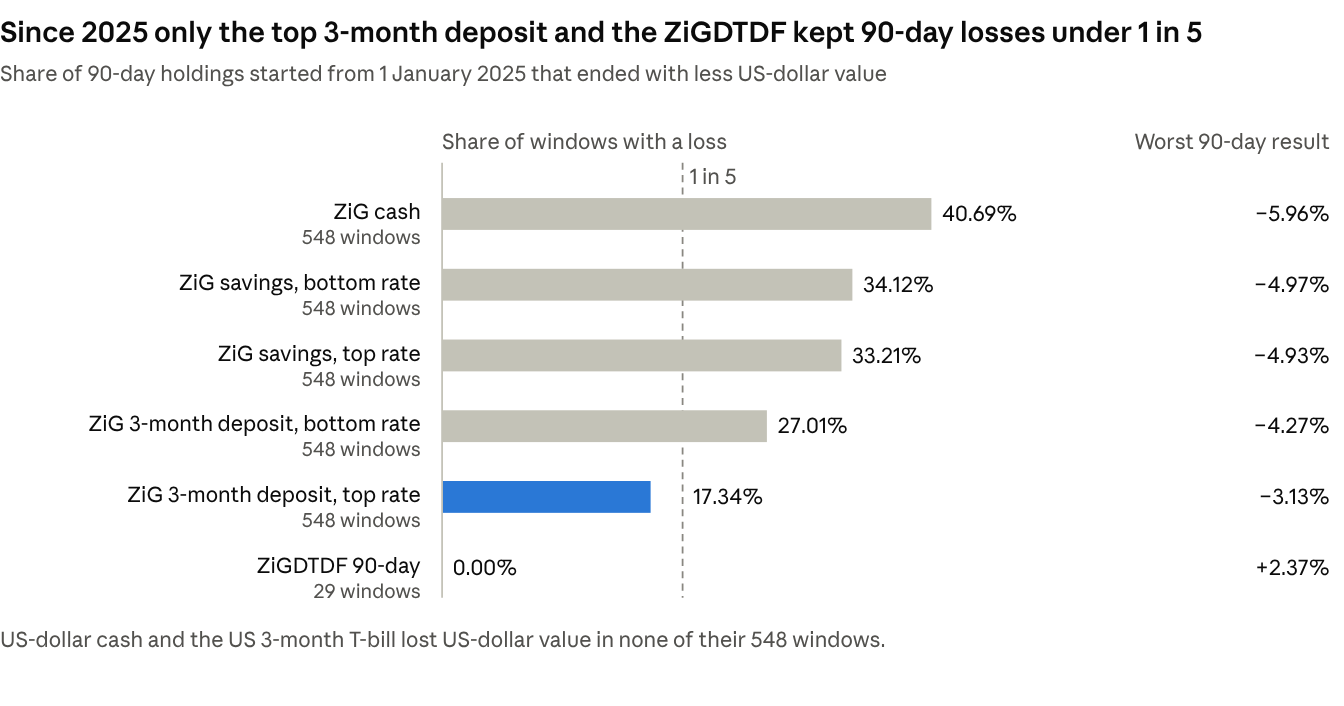 Since 2025 only the top 3-month deposit and the ZiGDTDF kept 90-day losses under 1 in 5
Share of 90-day holdings started from 1 January 2025 that ended with less US-dollar value
Share of windows with a loss
Worst 90-day result
1 in 5
ZiG cash
548 windows
40.69%
−5.96%
ZiG savings, bottom rate
548 windows
34.12%
−4.97%
ZiG savings, top rate
548 windows
33.21%
−4.93%
ZiG 3-month deposit, bottom rate
548 windows
27.01%
−4.27%
ZiG 3-month deposit, top rate
548 windows
17.34%
−3.13%
ZiGDTDF 90-day
29 windows
0.00%
+2.37%
US-dollar cash and the US 3-month T-bill lost US-dollar value in none of their 548 windows.